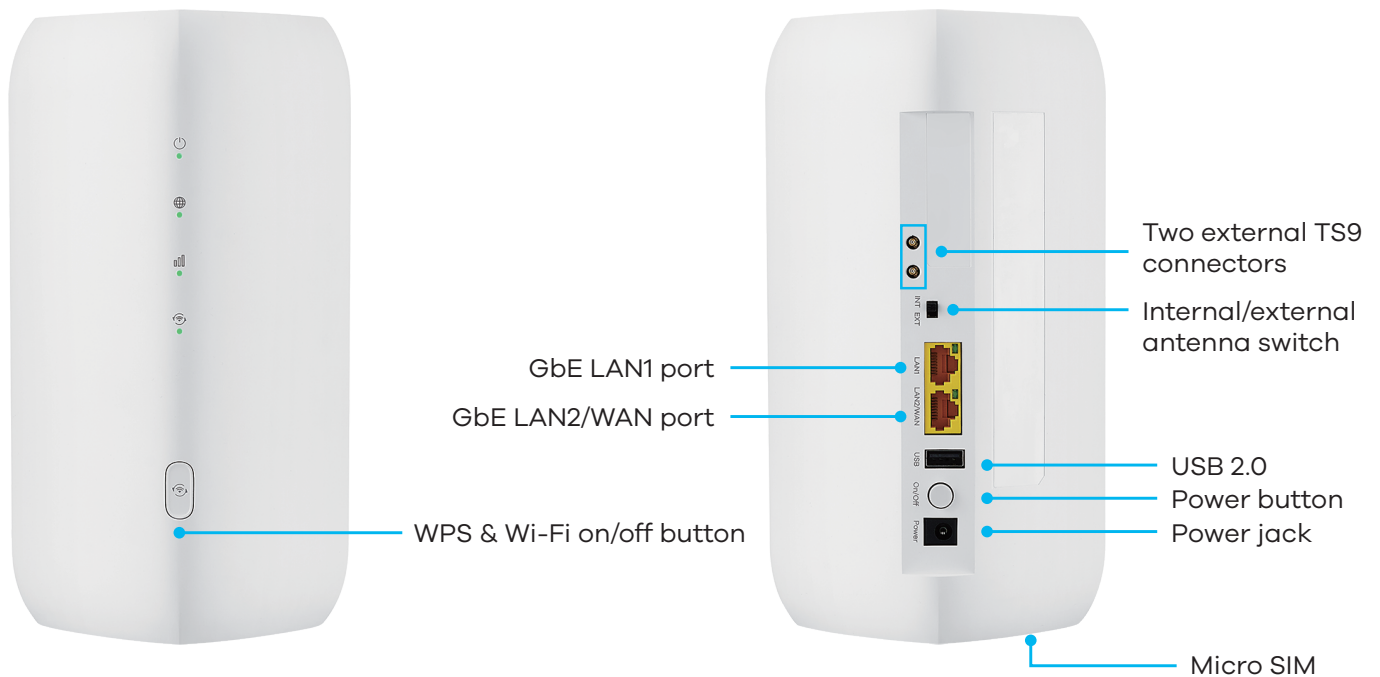 Two external TS9
connectors
INT EXT
Internal/external
antenna switch
GbE LAN1 port
LAN1
GbE LAN2/WAN port
LAN2/WAN
USB
USB 2.0
On/Off
Power button
Power
Power jack
WPS & Wi-Fi on/off button
Micro SIM